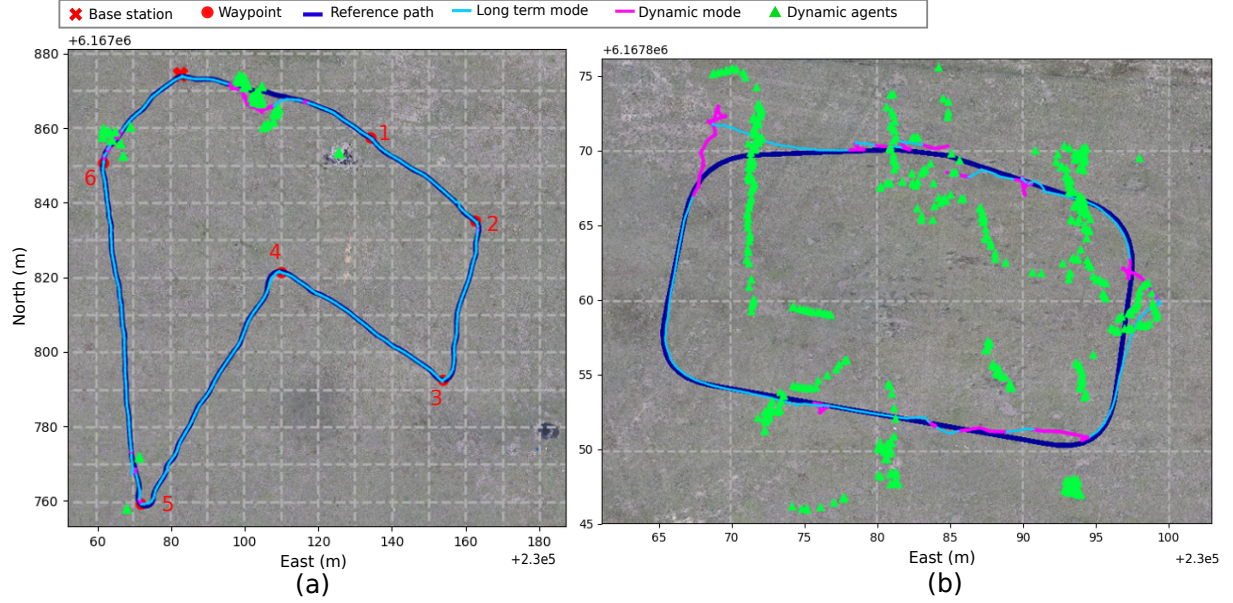 Base station Waypoint Reference path Long term mode Dynamic mode Dynamic agents
+6.167e6
+6.1678e6
880
860
840
820
800
780
760
North (m)
1
2
3
4
5
6
60 80 100 120 140 160 180
East (m)
+2.3e5
(a)
75
70
65
60
55
50
45
65 70 75 80 85 90 95 100
East (m)
+2.3e5
(b)